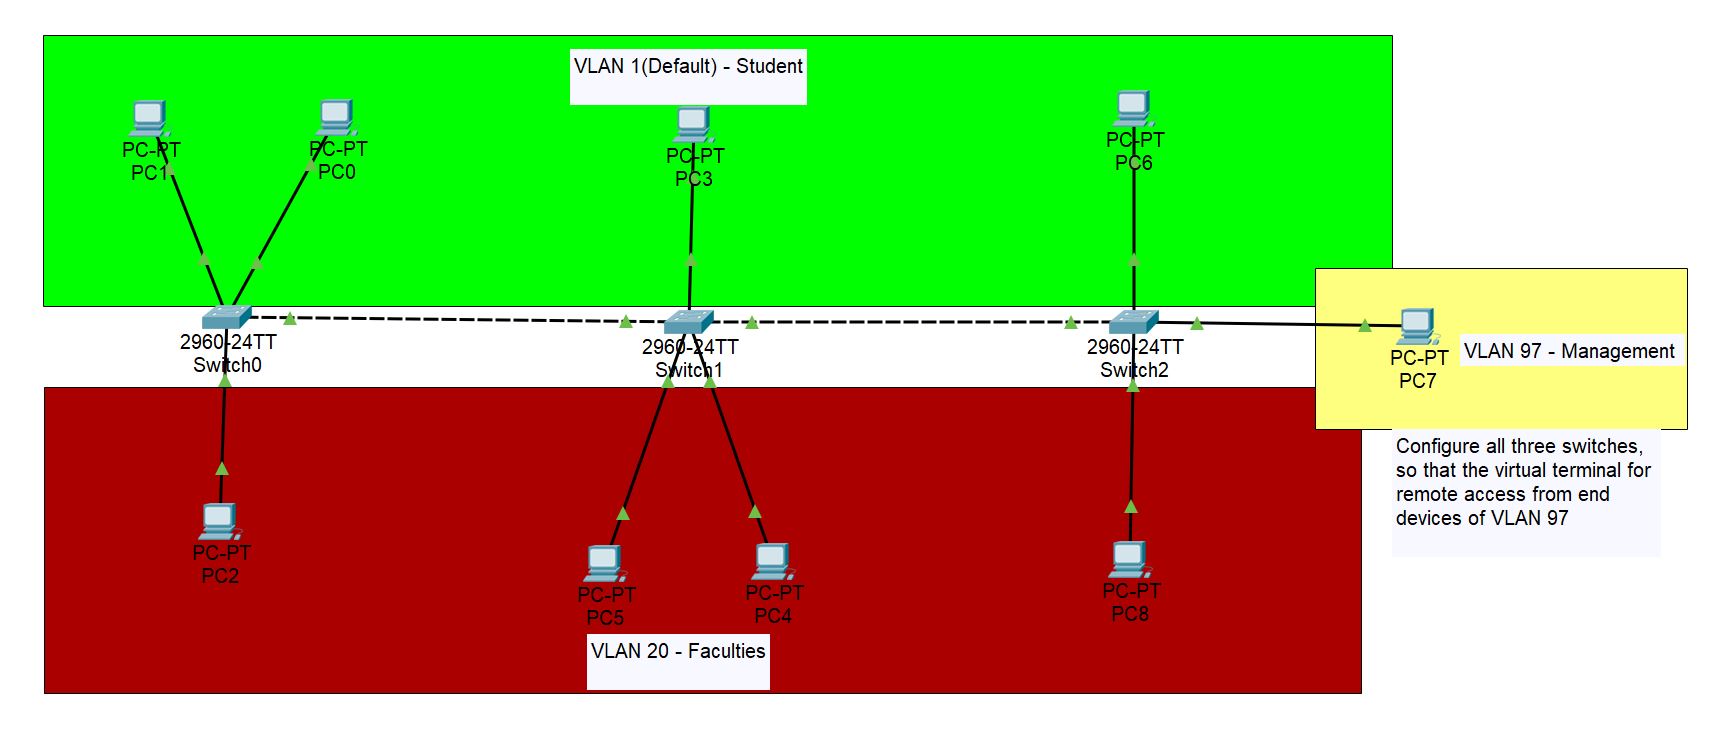 VLAN 1(Default) - Student
PC-PT
PC1
PC-PT
PC0
PC-PT
PC3
PC-PT
PC6
2960-24TT
Switch0
2960-24TT
Switch1
2960-24TT
Switch2
PC-PT
PC7
VLAN 97 - Management
Configure all three switches,
so that the virtual terminal for
remote access from end
devices of VLAN 97
PC-PT
PC2
PC-PT
PC5
PC-PT
PC4
PC-PT
PC8
VLAN 20 - Faculties